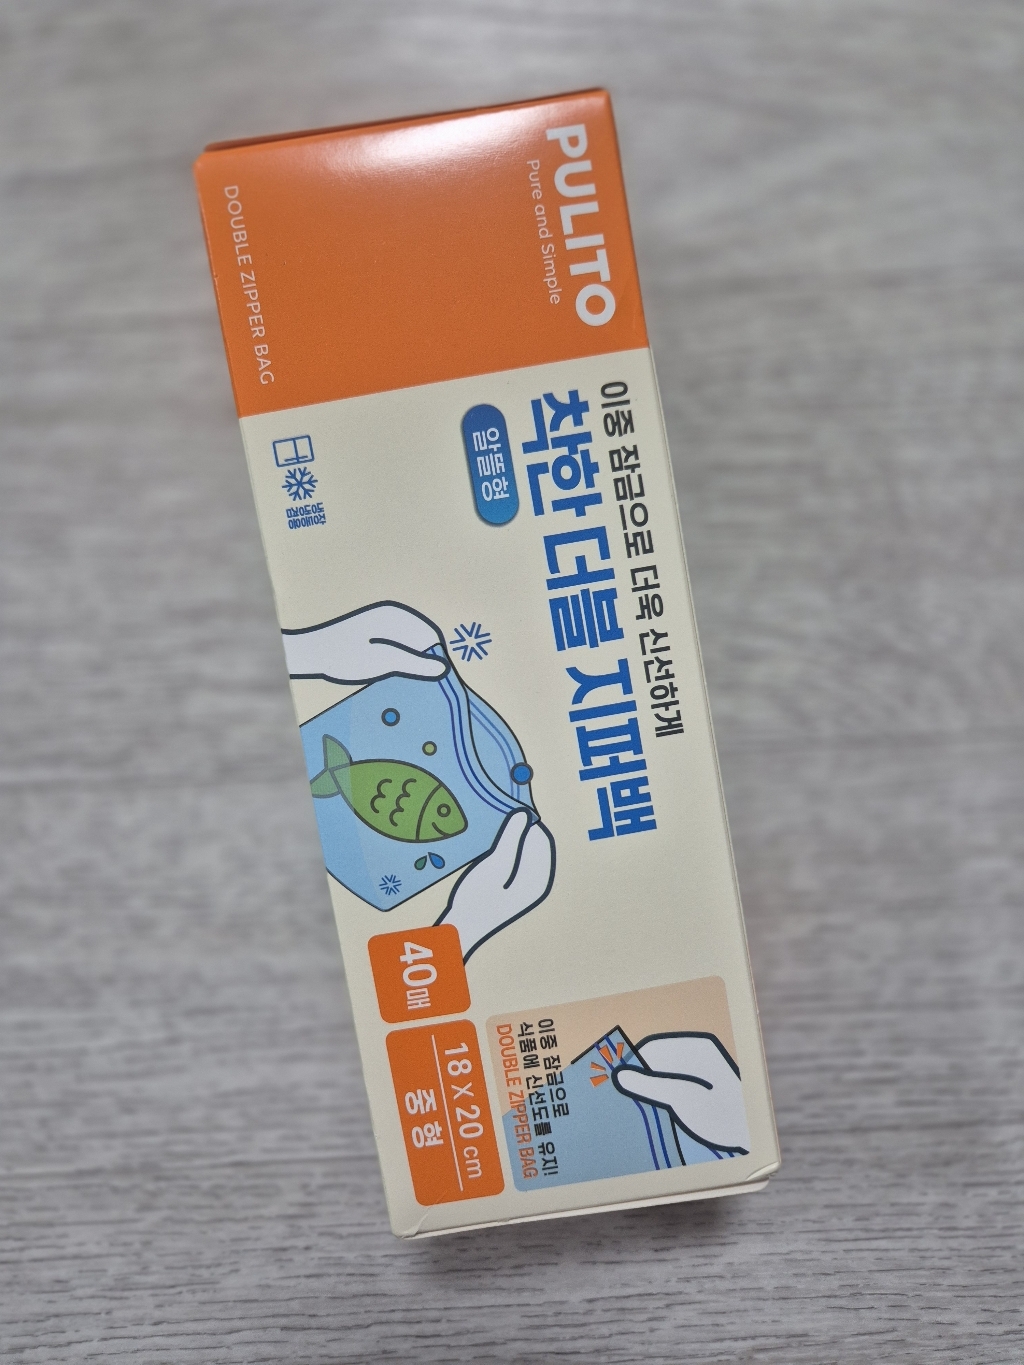 PULITO
Pure and Simple
DOUBLE ZIPPER BAG
이중 잠금으로 더욱 신선하게
착한 더블 지퍼백
알뜰형
냉장냉동
겸용
40매
18 X 20 cm
중형
이중 잠금으로
식품에 신선도를 유지!
DOUBLE ZIPPER BAG